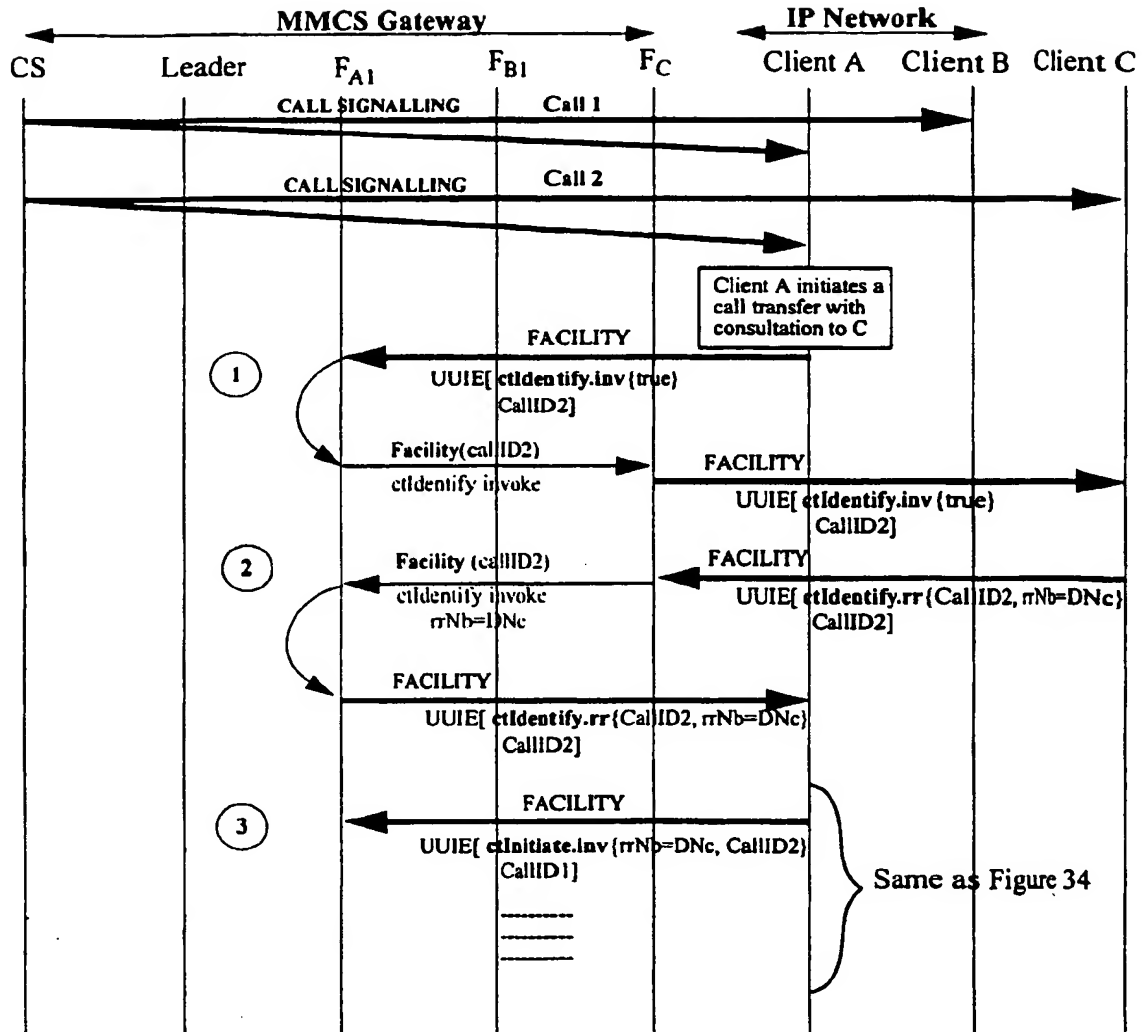 MMCS Gateway IP Network
CS Leader FA1 FB1 FC Client A Client B Client C
CALL SIGNALLING Call 1
CALL SIGNALLING Call 2
Client A initiates a
call transfer with
consultation to C
FACILITY
1
UUIE[ ctIdentify.inv{true}
CallID2]
Facility(callID2)
ctIdentify invoke
FACILITY
UUIE[ ctIdentify.inv{true}
CallID2]
2
Facility (callID2)
ctIdentify invoke
rrNb=DNc
FACILITY
UUIE[ ctIdentify.rr{CallID2, rrNb=DNc}
CallID2]
FACILITY
UUIE[ ctIdentify.rr{CallID2, rrNb=DNc}
CallID2]
3
FACILITY
UUIE[ ctInitiate.inv{rrNb=DNc, CallID2}
CallID1]
Same as Figure 34